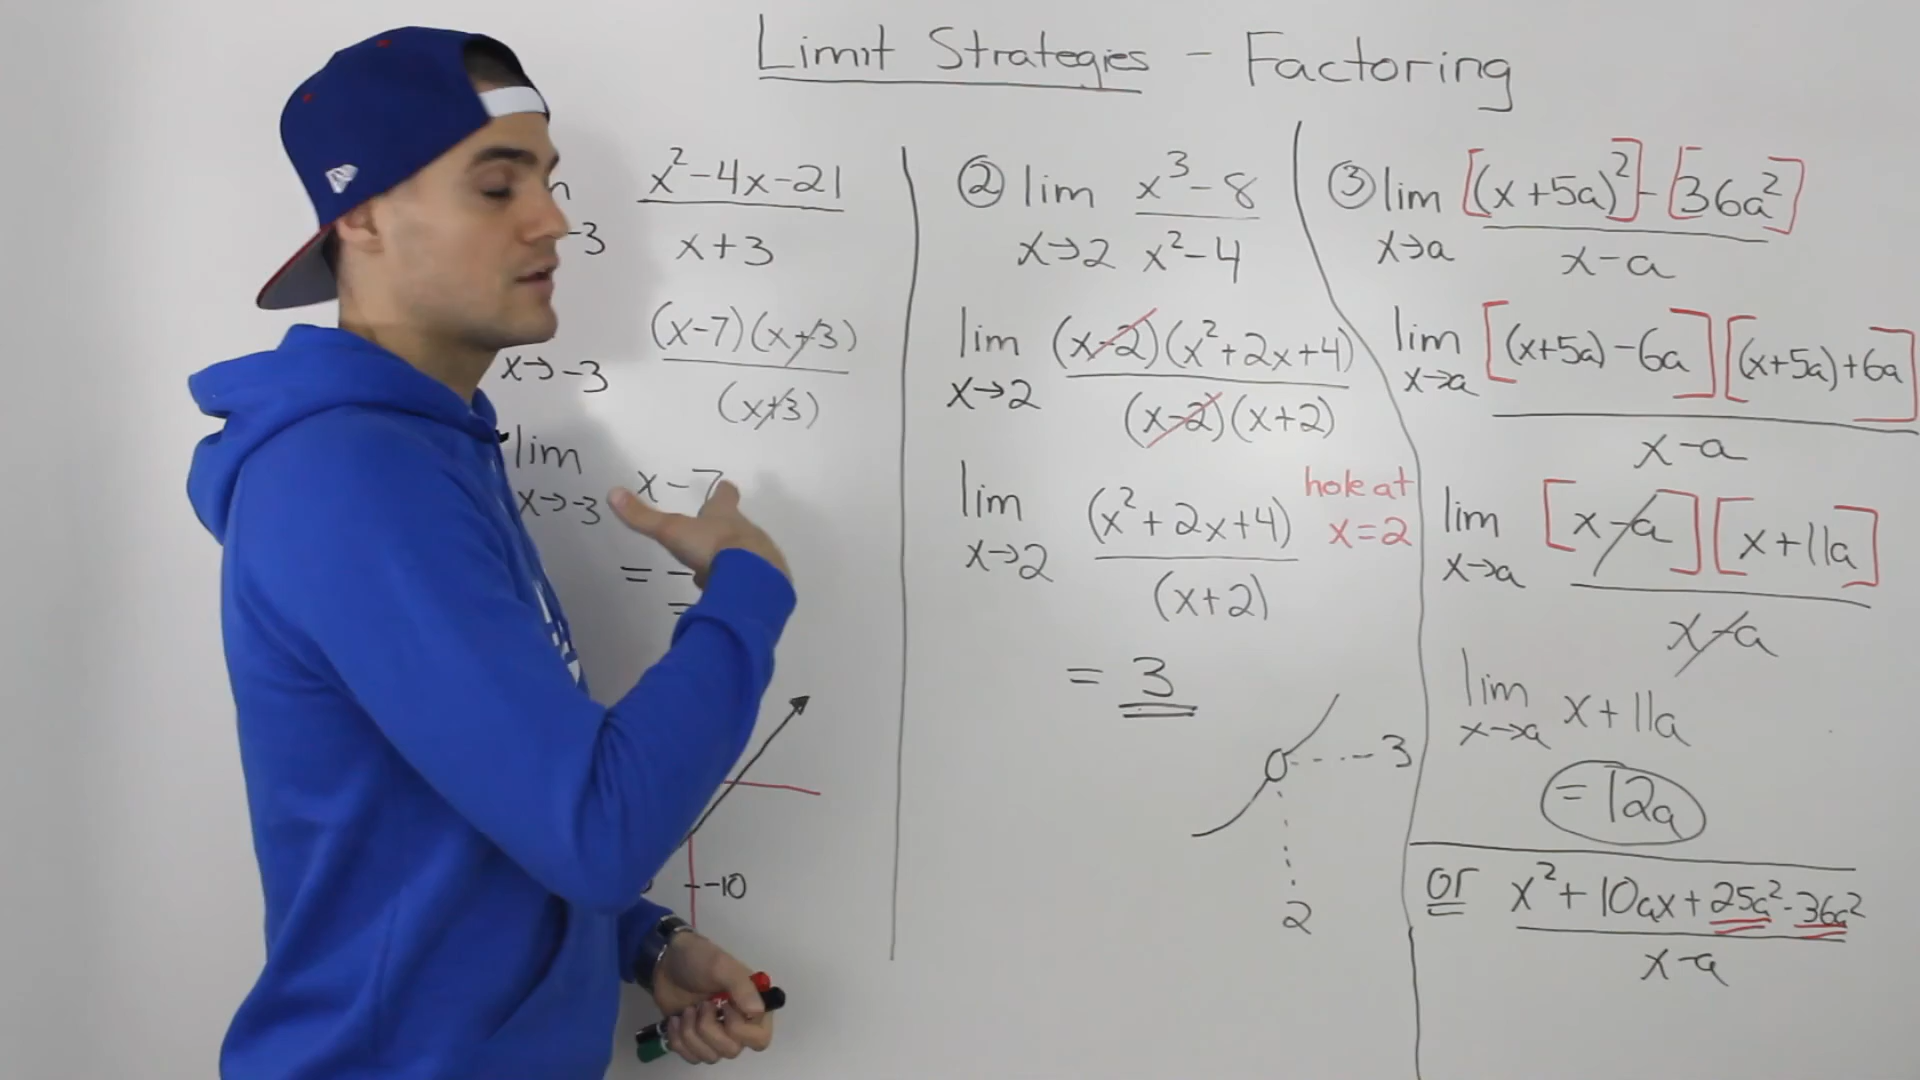 Limit Strategies - Factoring
x²-4x-21
-3
x+3
(x-7)(x+3)
x→-3
(x+3)
lim
x→-3 x-7
= -
=
-10
② lim x³-8
x→2 x²-4
lim (x-2)(x²+2x+4)
x→2 (x-2)(x+2)
lim (x²+2x+4)
x→2 (x+2)
hole at
x=2
= 3
3
2
③ lim [(x+5a)²]-[36a²]
x→a x-a
lim [(x+5a)-6a][(x+5a)+6a]
x→a
x-a
lim [x-a][x+11a]
x→a
x-a
lim x+11a
x→a
=12a
or x²+10ax+25a²-36a²
x-a